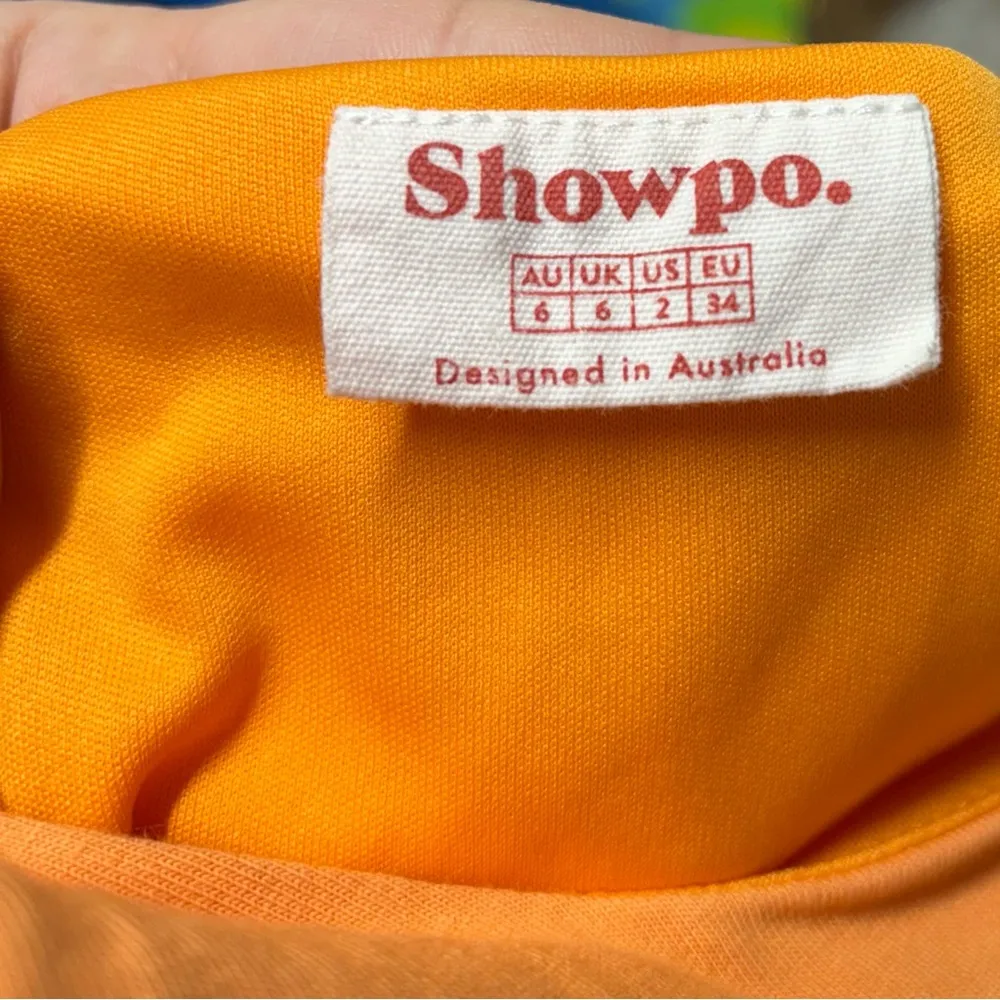 Showpo.
AU UK US EU
6 6 2 34
Designed in Australia